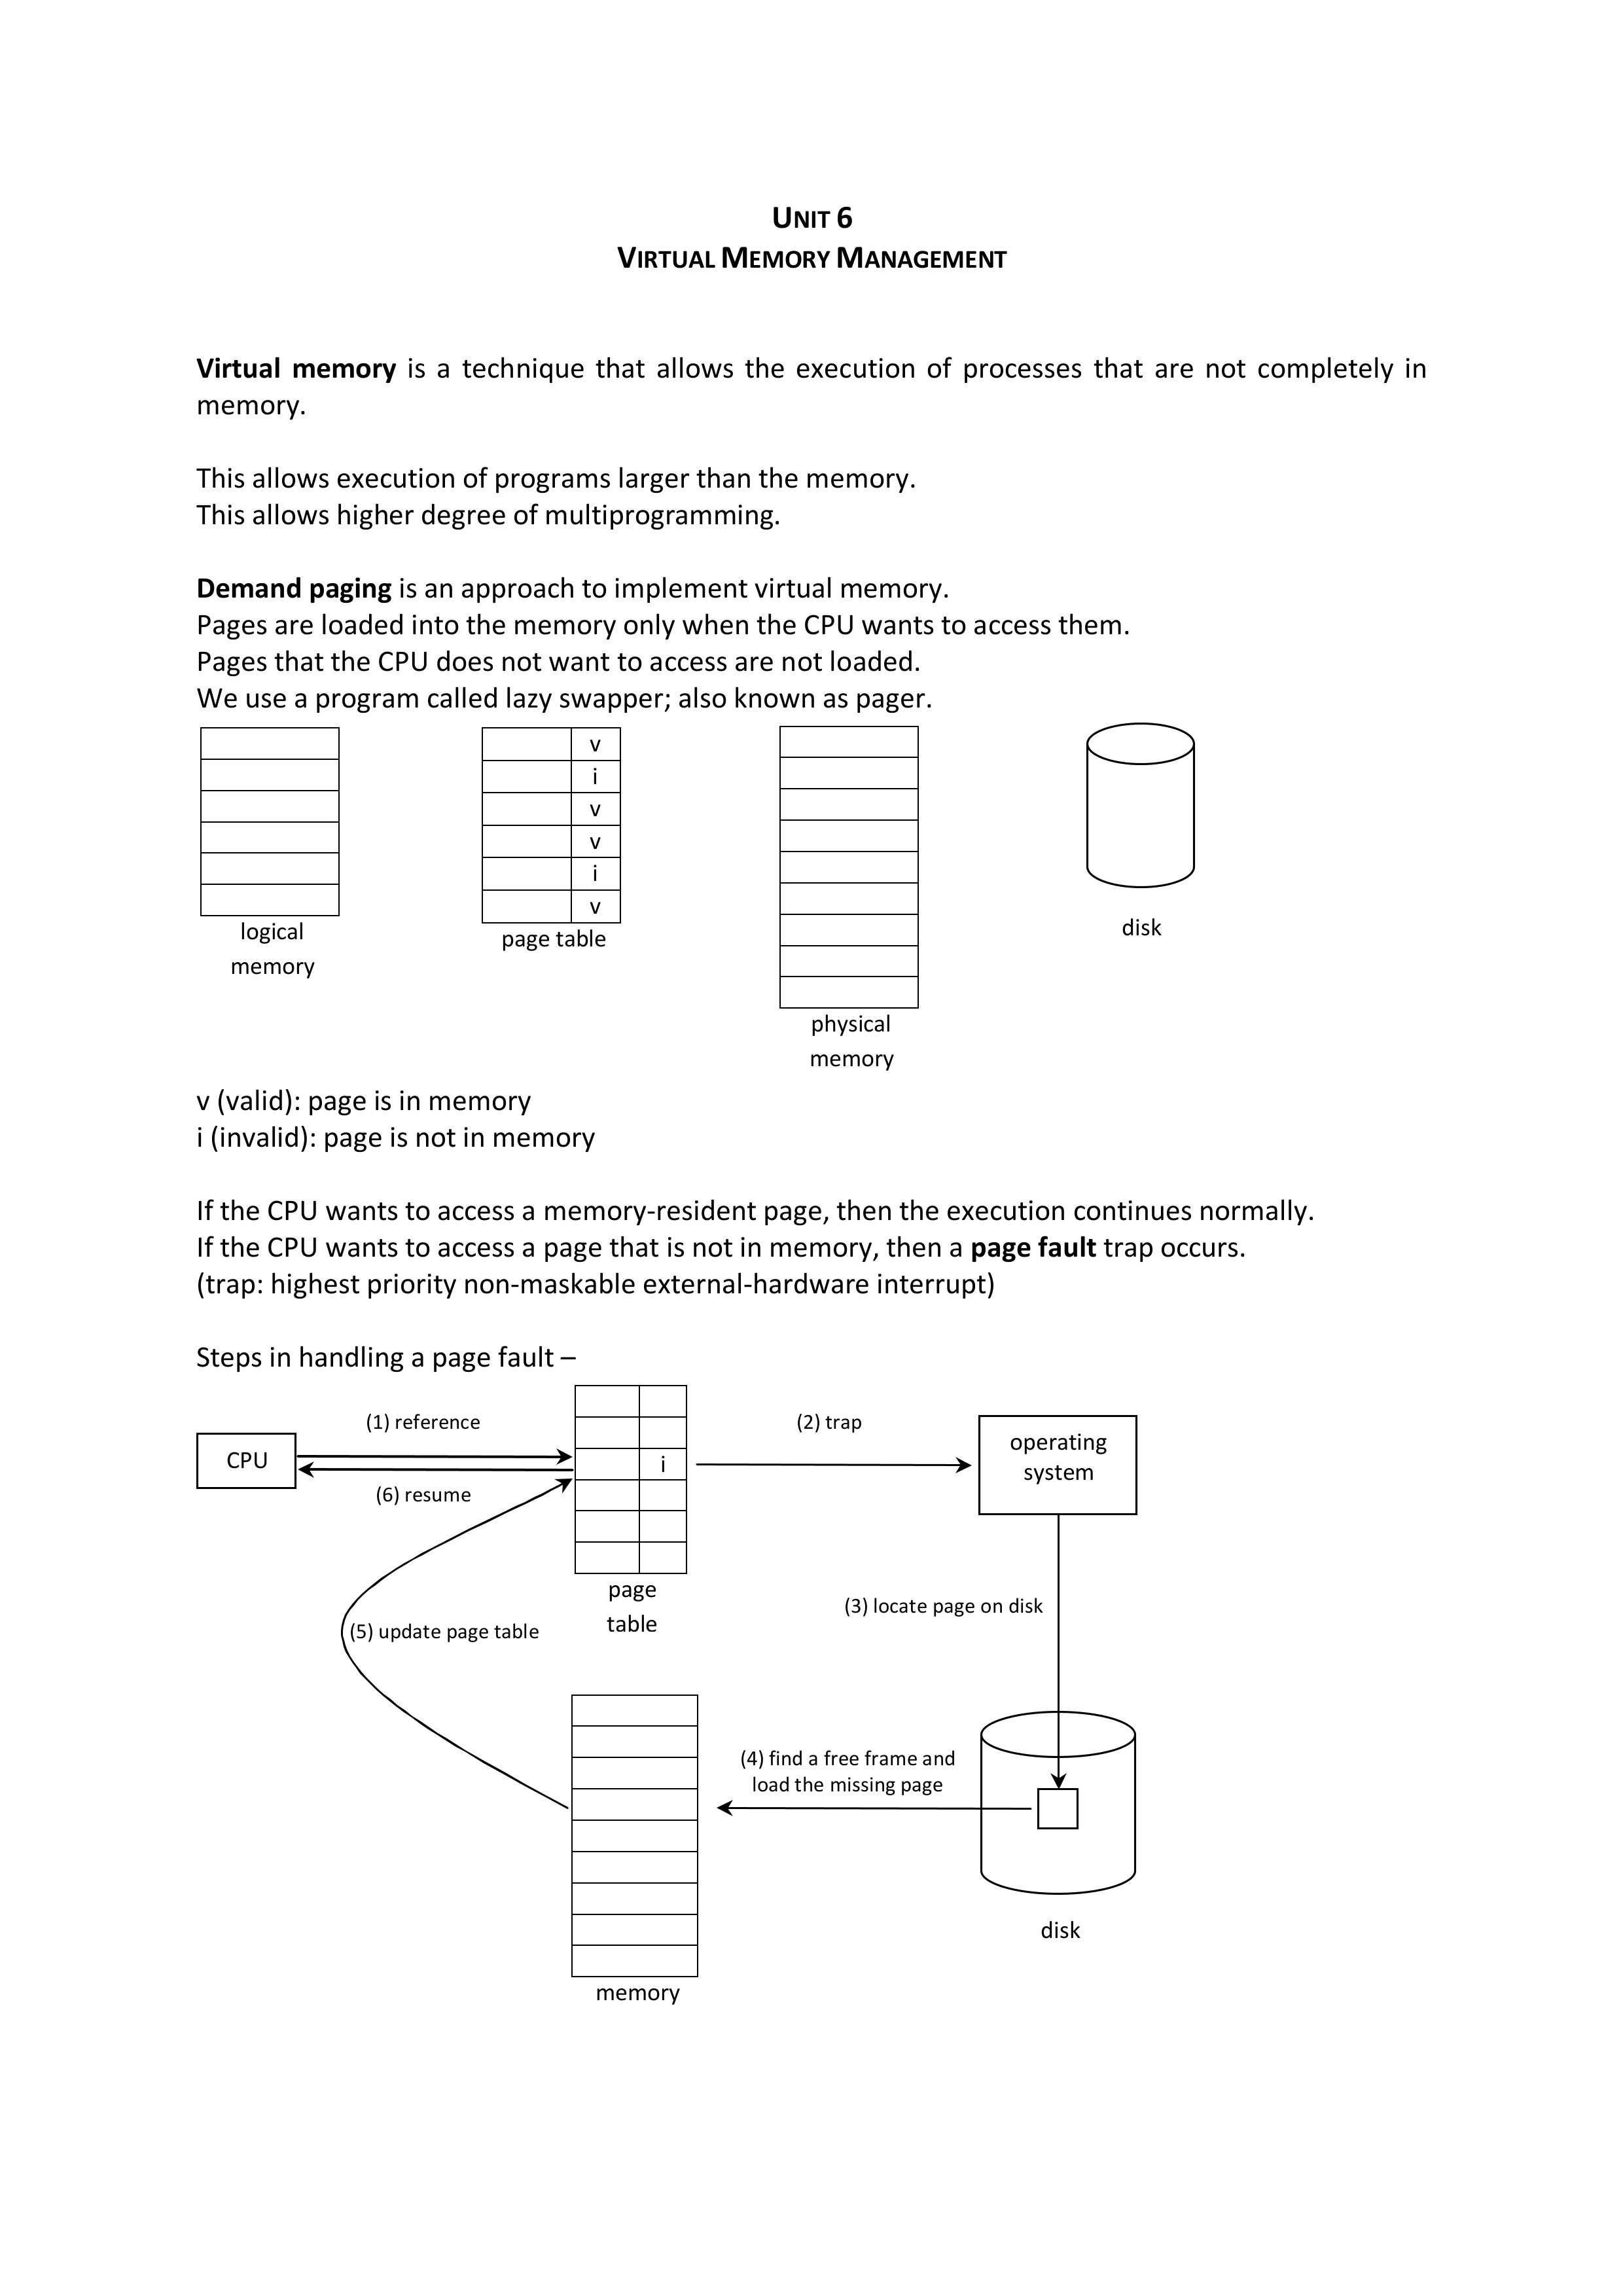 UNIT 6
VIRTUAL MEMORY MANAGEMENT
Virtual memory is a technique that allows the execution of processes that are not completely in
memory.
This allows execution of programs larger than the memory.
This allows higher degree of multiprogramming.
Demand paging is an approach to implement virtual memory.
Pages are loaded into the memory only when the CPU wants to access them.
Pages that the CPU does not want to access are not loaded.
We use a program called lazy swapper; also known as pager.
v
i
v
v
i
v
logical
memory
page table
physical
memory
disk
v (valid): page is in memory
i (invalid): page is not in memory
If the CPU wants to access a memory-resident page, then the execution continues normally.
If the CPU wants to access a page that is not in memory, then a page fault trap occurs.
(trap: highest priority non-maskable external-hardware interrupt)
Steps in handling a page fault –
(1) reference
(2) trap
CPU
i
operating
system
(6) resume
page
table
(3) locate page on disk
(5) update page table
(4) find a free frame and
load the missing page
disk
memory